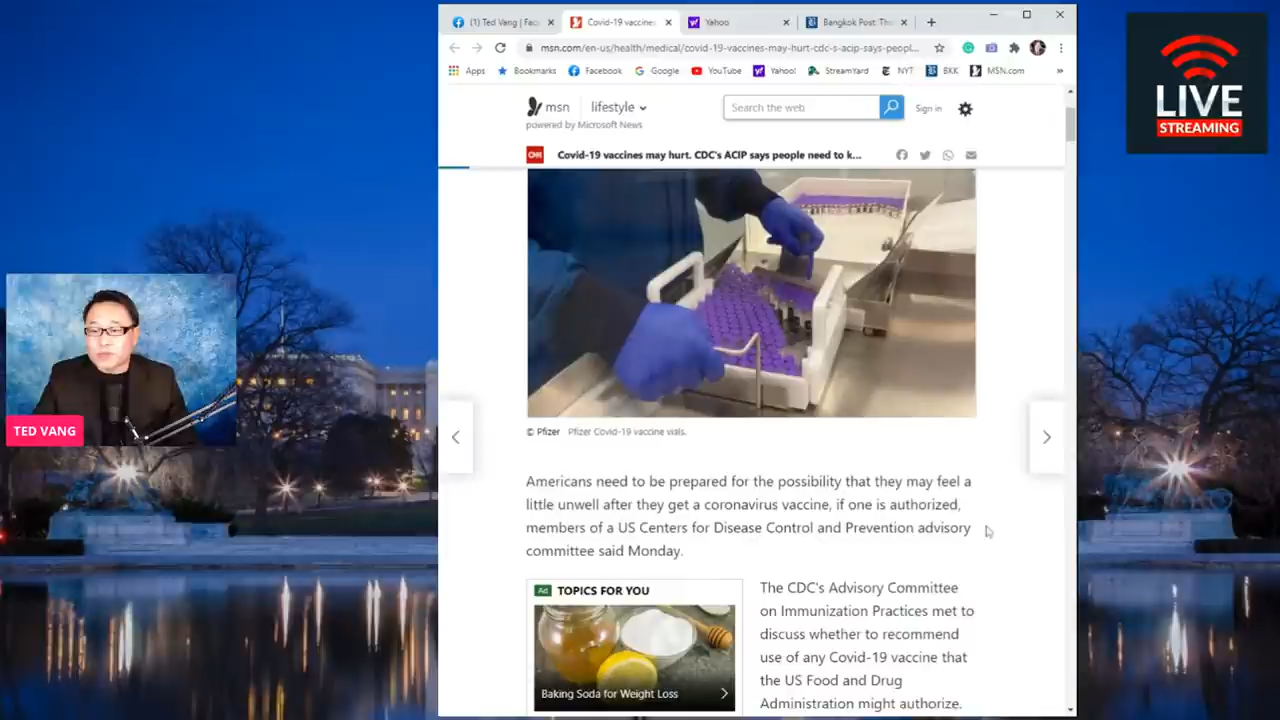 (1) Ted Vang | Fac
Covid-19 vaccines
Yahoo
Bangkok Post: Tha
msn.com/en-us/health/medical/covid-19-vaccines-may-hurt-cdc-s-acip-says-peopl...
Apps
Bookmarks
Facebook
Google
YouTube
Yahoo!
StreamYard
NYT
BKK
MSN.com
»
LIVE
STREAMING
msn
lifestyle
Search the web
Sign in
powered by Microsoft News
CNN
Covid-19 vaccines may hurt. CDC's ACIP says people need to k...
TED VANG
© Pfizer Pfizer Covid-19 vaccine vials.
Americans need to be prepared for the possibility that they may feel a
little unwell after they get a coronavirus vaccine, if one is authorized,
members of a US Centers for Disease Control and Prevention advisory
committee said Monday.
Ad TOPICS FOR YOU
Baking Soda for Weight Loss
The CDC's Advisory Committee
on Immunization Practices met to
discuss whether to recommend
use of any Covid-19 vaccine that
the US Food and Drug
Administration might authorize.